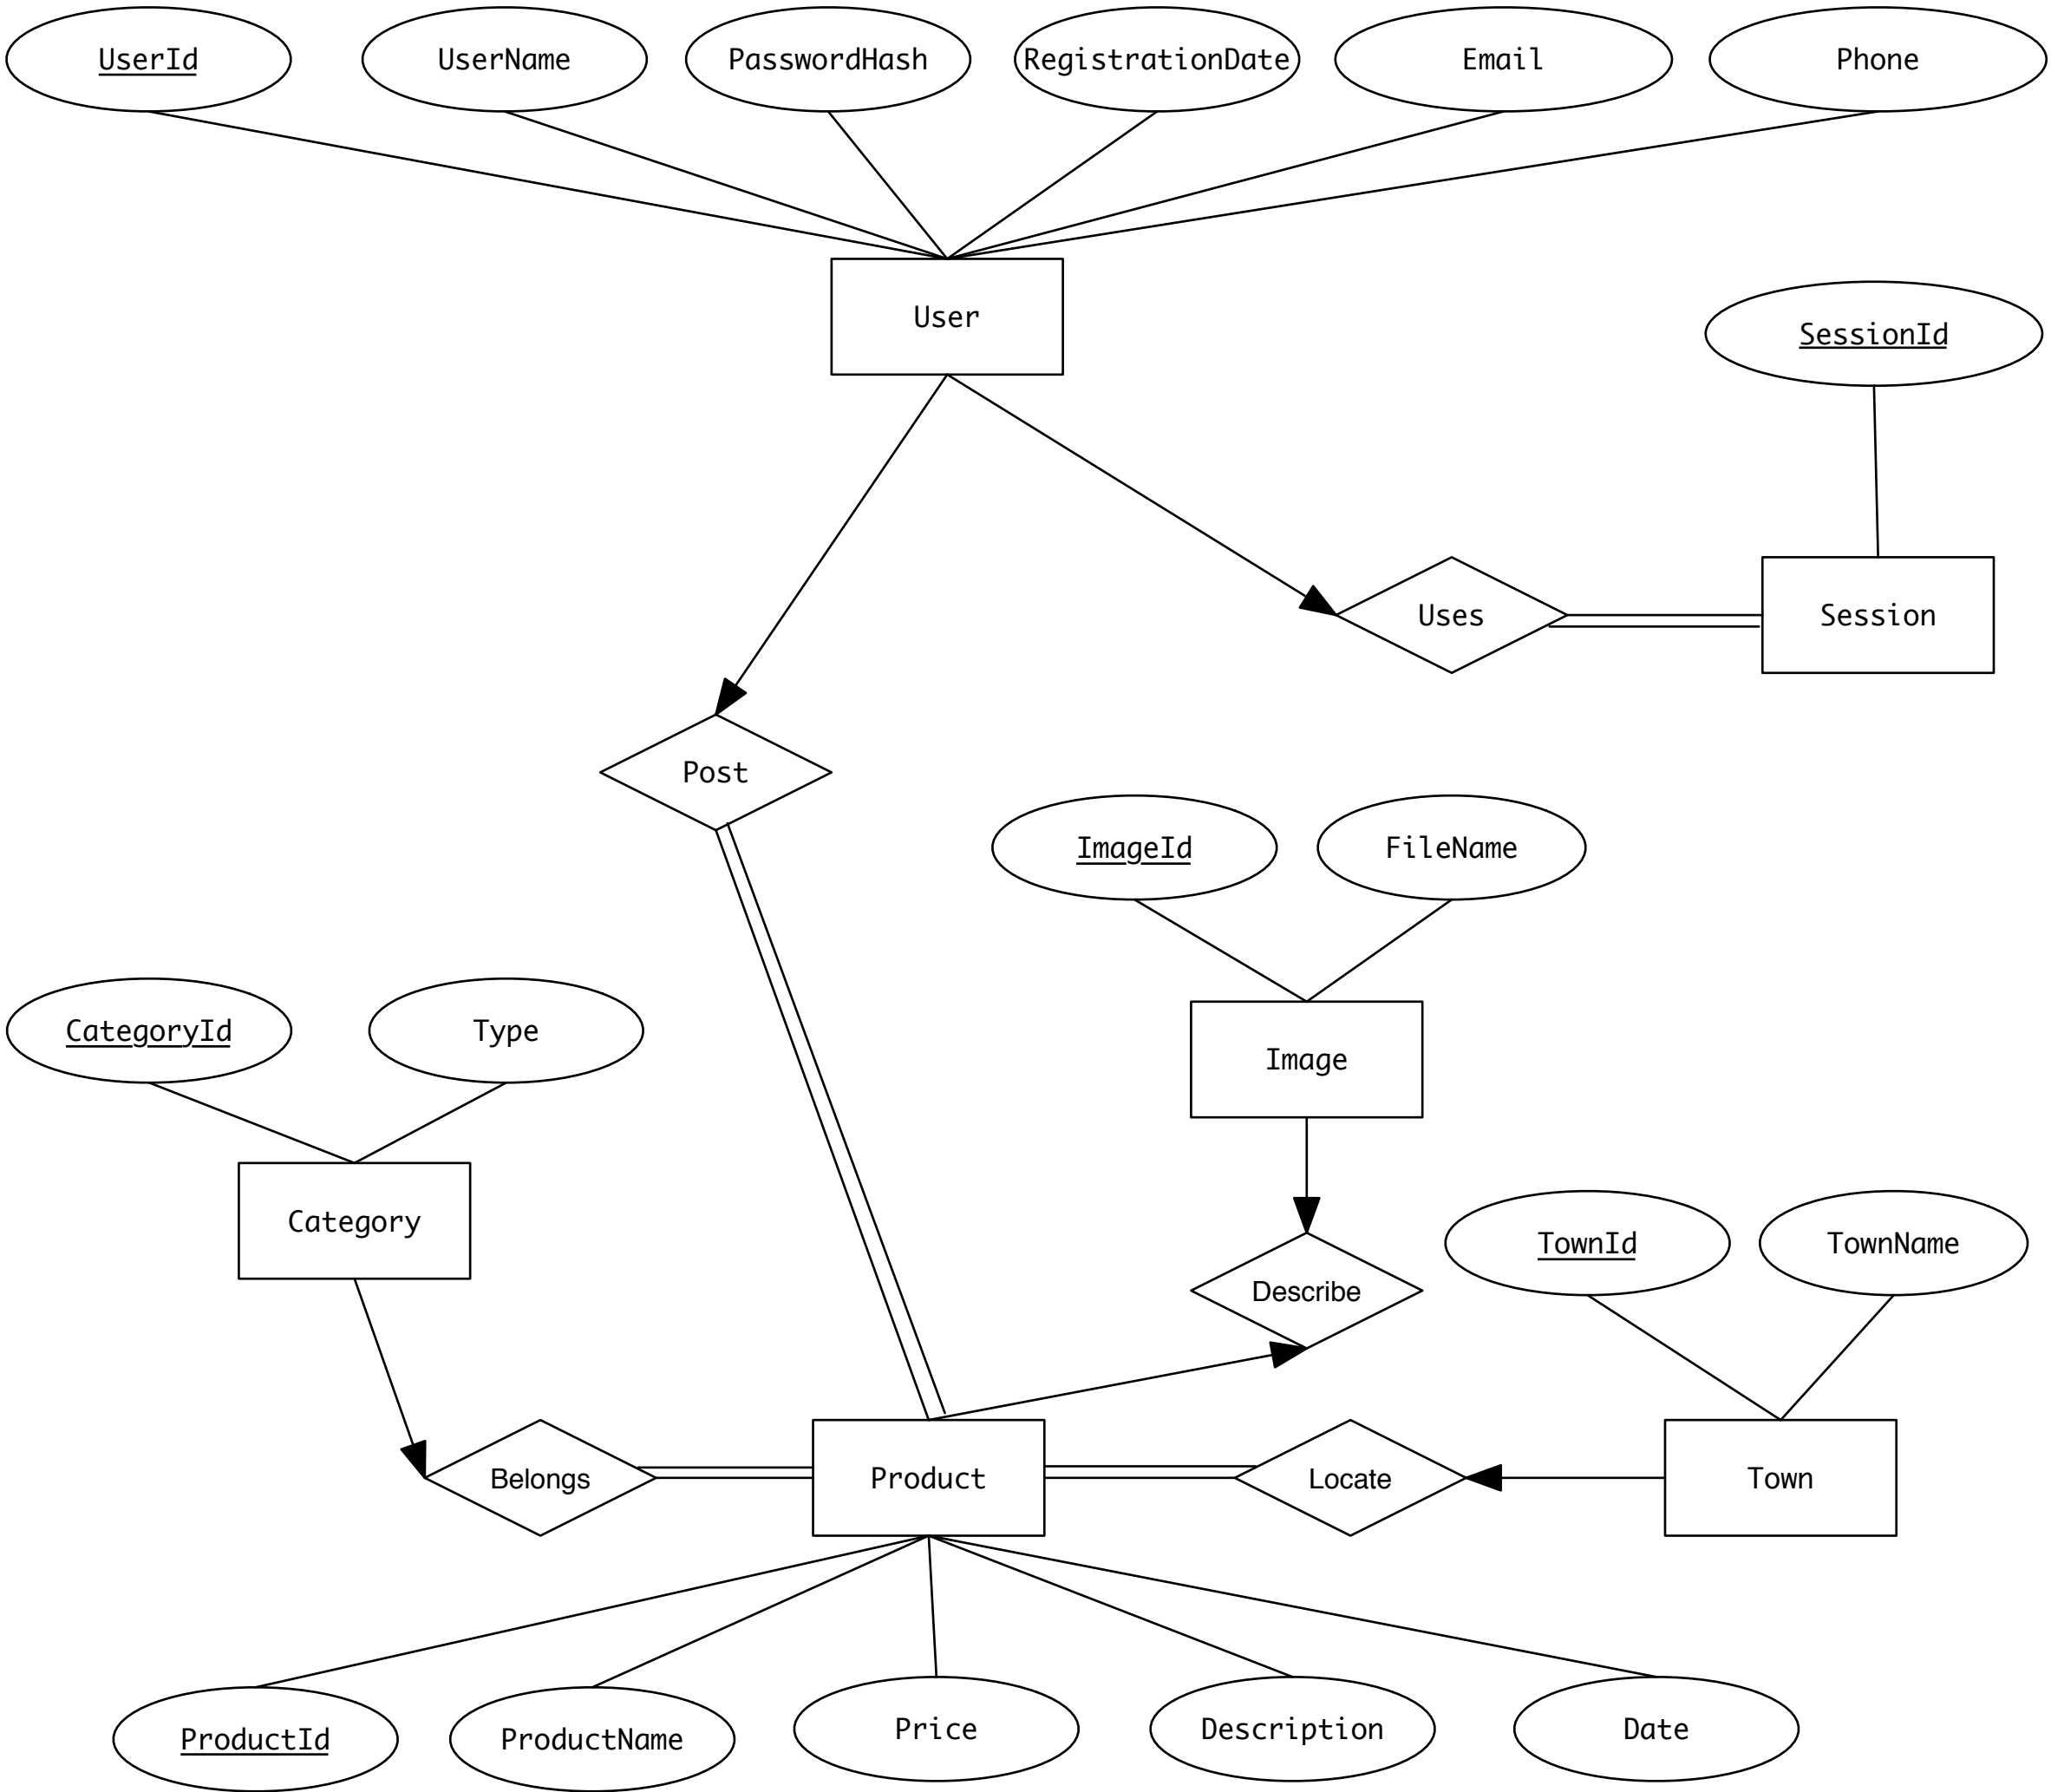 UserId
UserName
PasswordHash
RegistrationDate
Email
Phone
User
SessionId
Uses
Session
Post
ImageId
FileName
CategoryId
Type
Image
Category
TownId
TownName
Describe
Belongs
Product
Locate
Town
ProductId
ProductName
Price
Description
Date